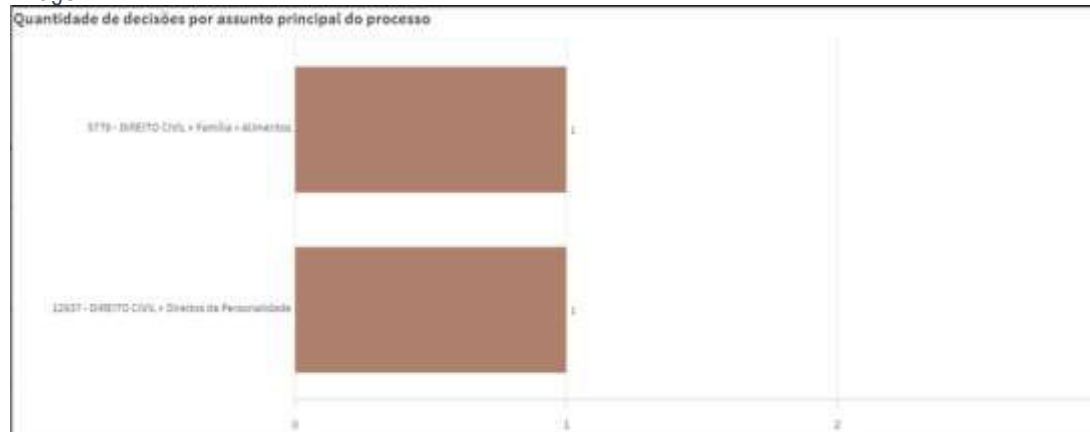 Quantidade de decisões por assunto principal do processo
5779 - DIREITO CIVIL > Família > Alimentos
1
12937 - DIREITO CIVIL > Direitos da Personalidade
1
0 1 2